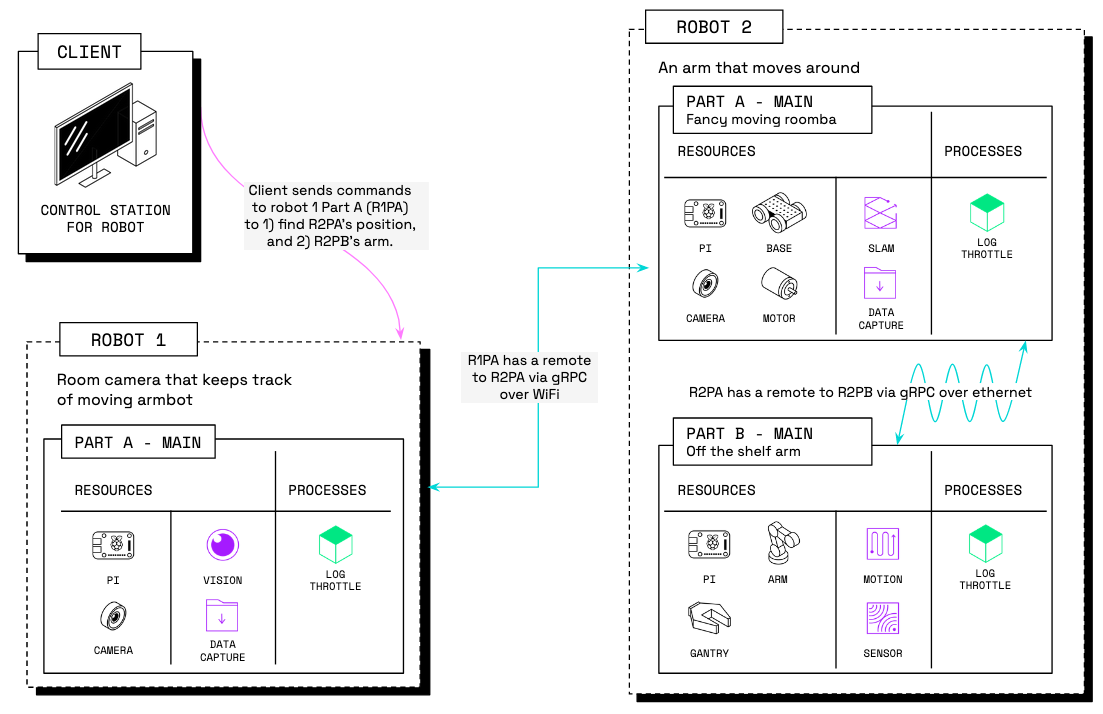 CLIENT
CONTROL STATION
FOR ROBOT
Client sends commands
to robot 1 Part A (R1PA)
to 1) find R2PA's position,
and 2) R2PB's arm.
ROBOT 1
Room camera that keeps track
of moving armbot
PART A - MAIN
RESOURCES
PROCESSES
PI
VISION
LOG
THROTTLE
CAMERA
DATA
CAPTURE
R1PA has a remote
to R2PA via gRPC
over WiFi
ROBOT 2
An arm that moves around
PART A - MAIN
Fancy moving roomba
RESOURCES
PROCESSES
PI
BASE
SLAM
LOG
THROTTLE
CAMERA
MOTOR
DATA
CAPTURE
R2PA has a remote to R2PB via gRPC over ethernet
PART B - MAIN
Off the shelf arm
RESOURCES
PROCESSES
PI
ARM
MOTION
LOG
THROTTLE
GANTRY
SENSOR